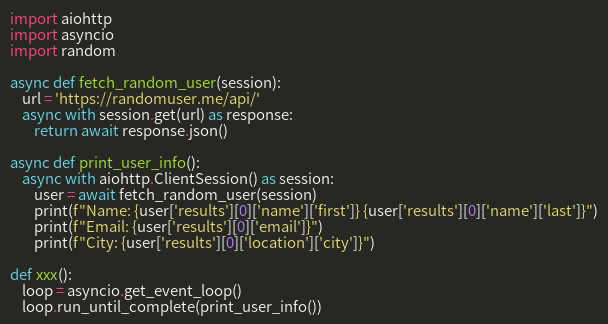 import aiohttp
import asyncio
import random

async def fetch_random_user(session):
    url = 'https://randomuser.me/api/'
    async with session.get(url) as response:
        return await response.json()

async def print_user_info():
    async with aiohttp.ClientSession() as session:
        user = await fetch_random_user(session)
        print(f"Name: {user['results'][0]['name']['first']} {user['results'][0]['name']['last']}")
        print(f"Email: {user['results'][0]['email']}")
        print(f"City: {user['results'][0]['location']['city']}")

def xxx():
    loop = asyncio.get_event_loop()
    loop.run_until_complete(print_user_info())